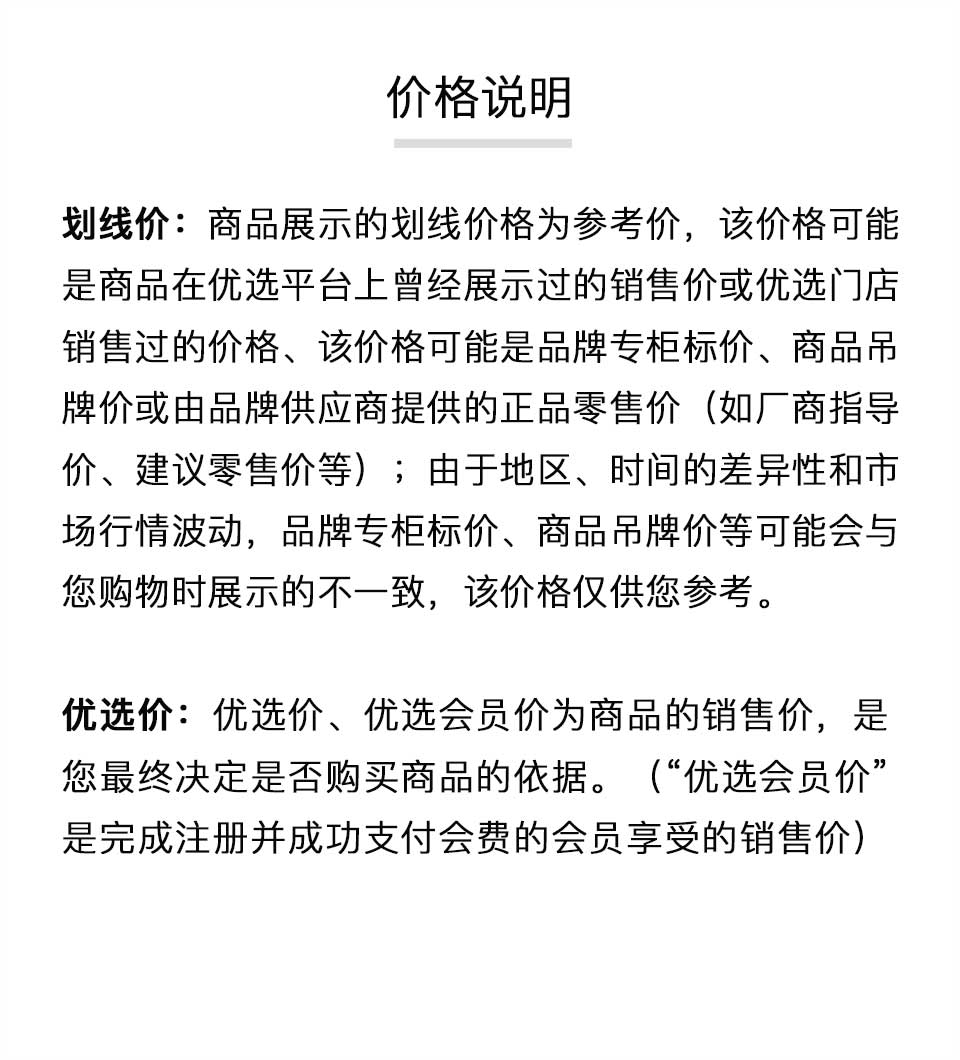 价格说明
划线价：商品展示的划线价格为参考价，该价格可能
是商品在优选平台上曾经展示过的销售价或优选门店
销售过的价格、该价格可能是品牌专柜标价、商品吊
牌价或由品牌供应商提供的正品零售价（如厂商指导
价、建议零售价等）；由于地区、时间的差异性和市
场行情波动，品牌专柜标价、商品吊牌价等可能会与
您购物时展示的不一致，该价格仅供您参考。
优选价：优选价、优选会员价为商品的销售价，是
您最终决定是否购买商品的依据。（“优选会员价”
是完成注册并成功支付会费的会员享受的销售价）